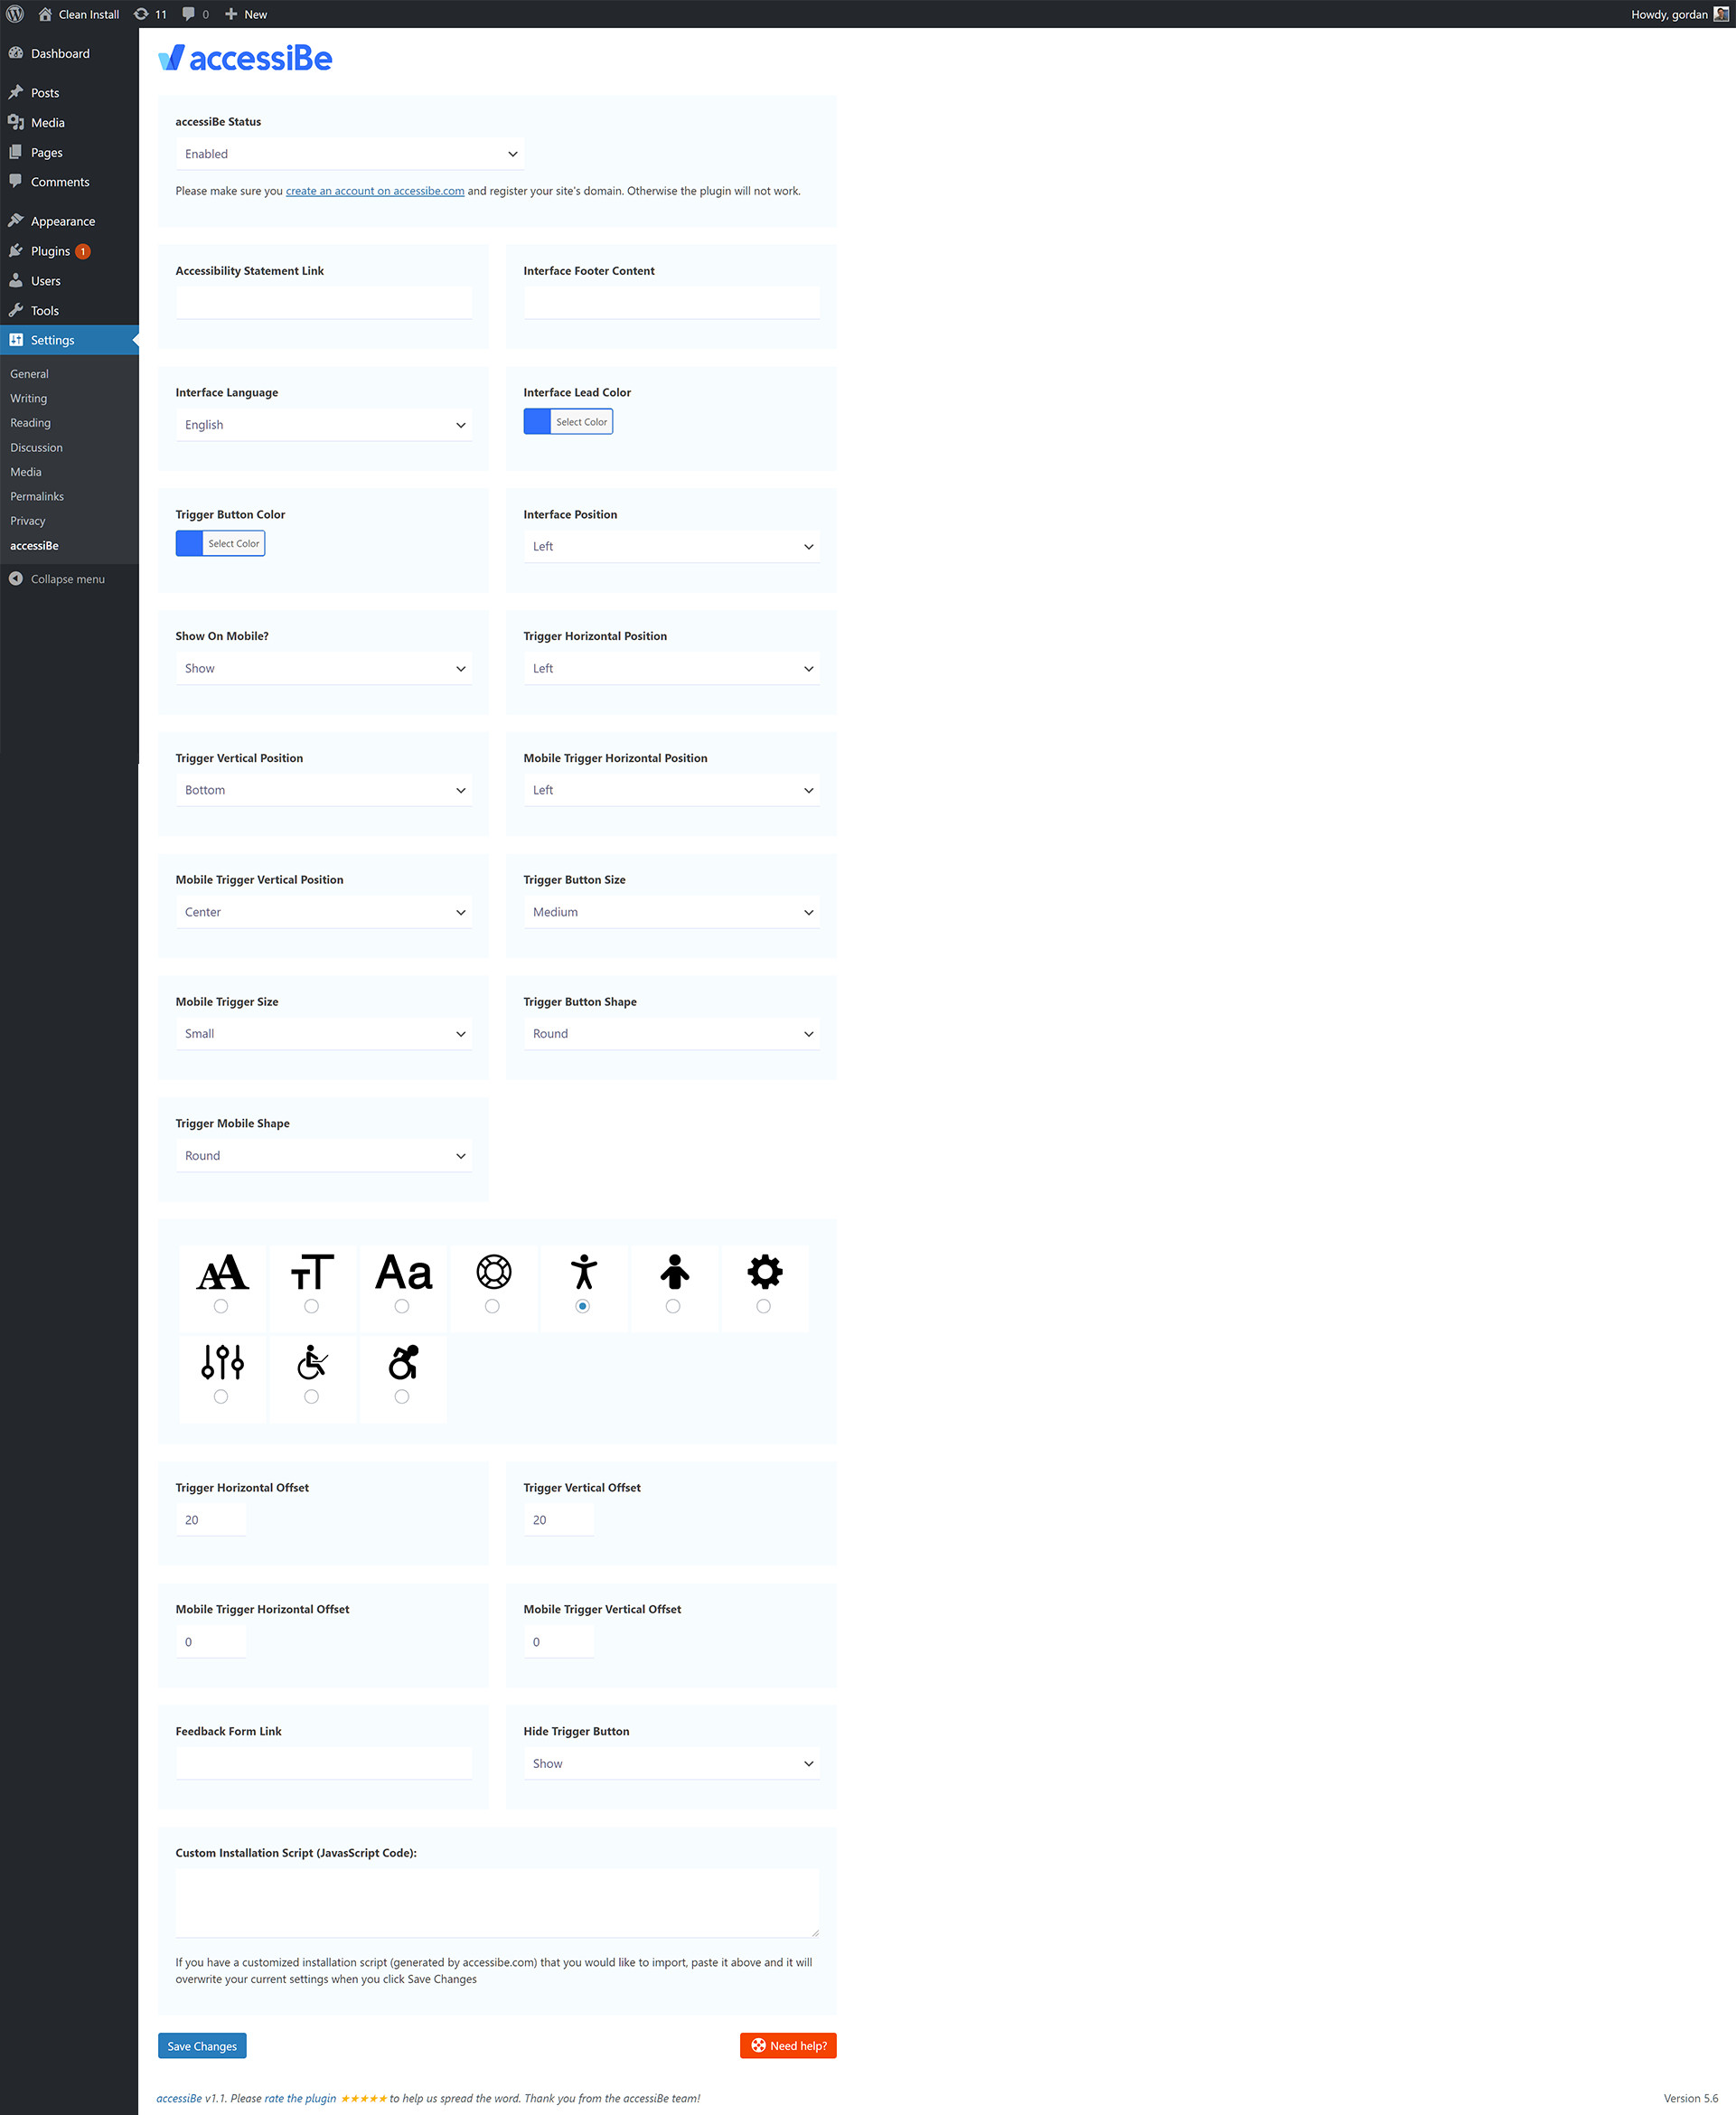 Clean Install 11 0 New Howdy, gordan
Dashboard
Posts
Media
Pages
Comments
Appearance
Plugins 1
Users
Tools
Settings
General
Writing
Reading
Discussion
Media
Permalinks
Privacy
accessiBe
Collapse menu
accessiBe
accessiBe Status
Enabled
Please make sure you create an account on accessibe.com and register your site's domain. Otherwise the plugin will not work.
Accessibility Statement Link
Interface Footer Content
Interface Language
English
Interface Lead Color
Select Color
Trigger Button Color
Select Color
Interface Position
Left
Show On Mobile?
Show
Trigger Horizontal Position
Left
Trigger Vertical Position
Bottom
Mobile Trigger Horizontal Position
Left
Mobile Trigger Vertical Position
Center
Trigger Button Size
Medium
Mobile Trigger Size
Small
Trigger Button Shape
Round
Trigger Mobile Shape
Round
AA TT Aa
Trigger Horizontal Offset
20
Trigger Vertical Offset
20
Mobile Trigger Horizontal Offset
0
Mobile Trigger Vertical Offset
0
Feedback Form Link
Hide Trigger Button
Show
Custom Installation Script (JavasScript Code):
If you have a customized installation script (generated by accessibe.com) that you would like to import, paste it above and it will
overwrite your current settings when you click Save Changes
Save Changes
Need help?
accessiBe v1.1. Please rate the plugin ★★★★★ to help us spread the word. Thank you from the accessiBe team!
Version 5.6